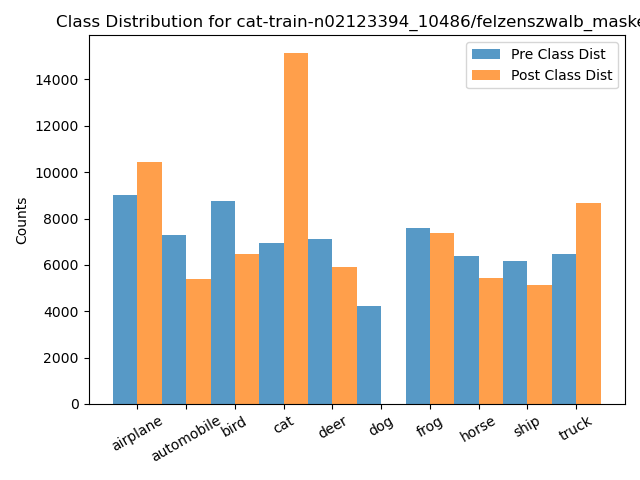 Class Distribution for cat-train-n02123394_10486/felzenszwalb_maske
Pre Class Dist
Post Class Dist
Counts
14000
12000
10000
8000
6000
4000
2000
0
airplane
automobile
bird
cat
deer
dog
frog
horse
ship
truck